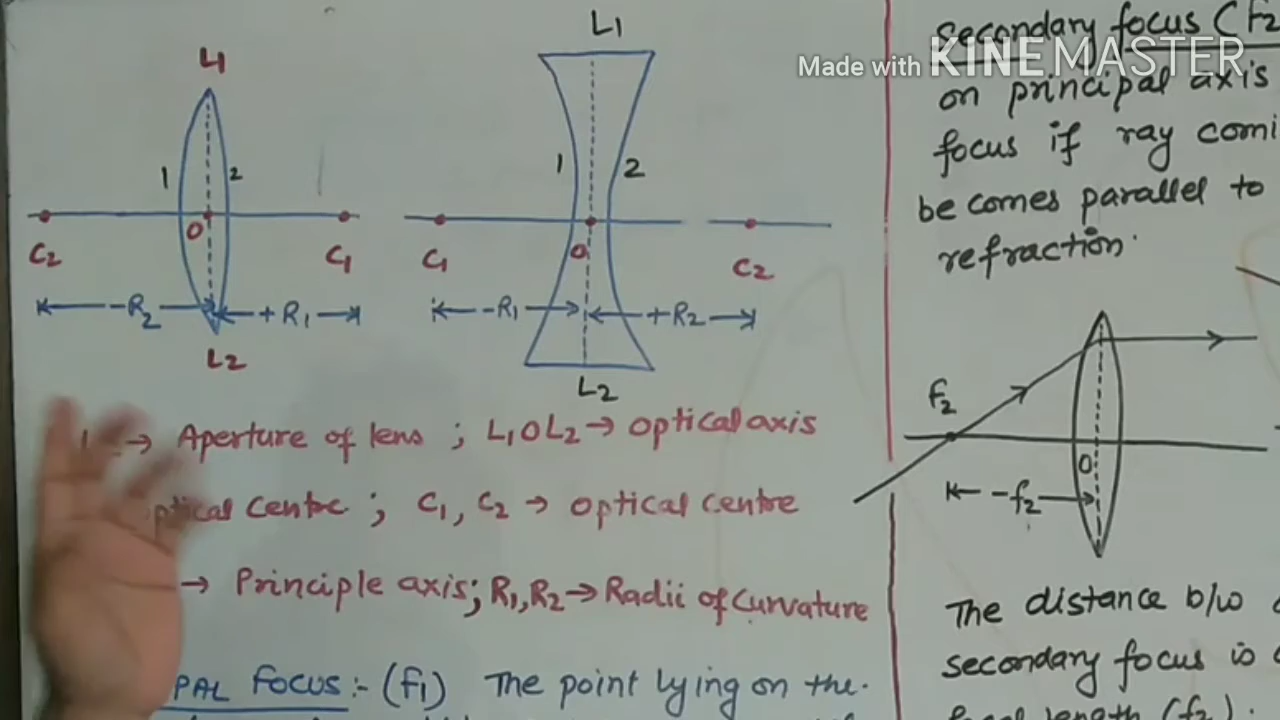 L1
1
2
O
C2
C1
-R2
+R1
L2
L1
1
2
O
C1
C2
-R1
+R2
L2
→ Aperture of lens ; L1OL2 → optical axis
ptical centre ; C1, C2 → optical centre
→ Principle axis; R1, R2 → Radii of Curvature
PAL FOCUS :- (f1) The point lying on the.
Made with KINEMASTER
Secondary focus (F2
on principal axis
focus if ray comi
be comes parallel to
refraction.
F2
O
-f2
The distance b/w
secondary focus is
(f2).